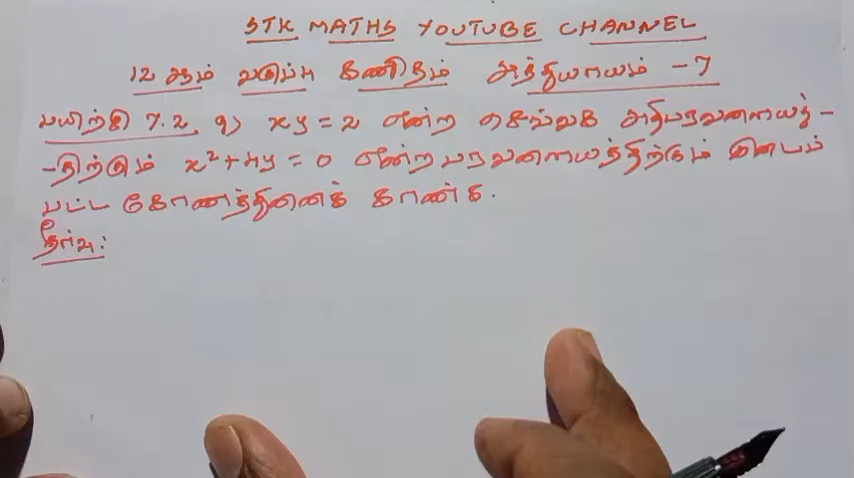 STK MATHS YOUTUBE CHANNEL
12 ஆம் வகுப்பு கணிதம் அத்தியாயம் - 7
பயிற்சி 7.2, 9) xy = 2 என்ற செவ்வக அதிபரவளையத் -
- திற்கும் x² + 4y = 0 என்ற பரவளையத்திற்கும் இடைப்
பட்ட கோணத்தினைக் காண்க.
தீர்வு: